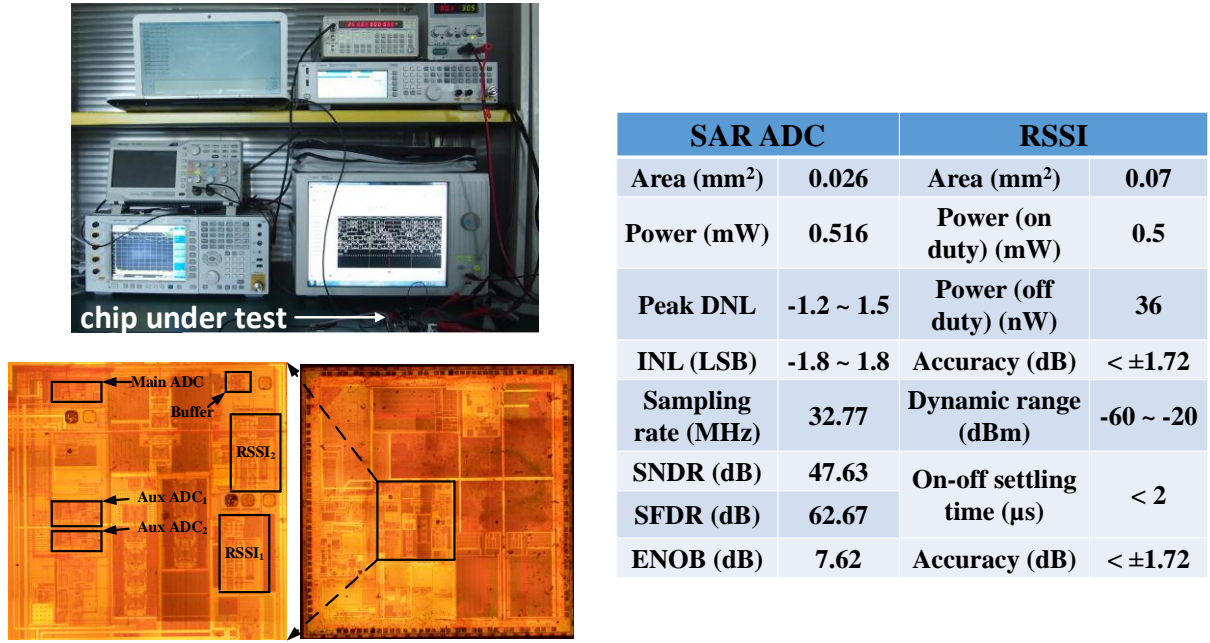 chip under test
Main ADC
Buffer
RSSI₂
Aux ADC₁
Aux ADC₂
RSSI₁
SAR ADC RSSI
Area (mm²) 0.026 Area (mm²) 0.07
Power (mW) 0.516 Power (on
duty) (mW) 0.5
Peak DNL -1.2 ~ 1.5 Power (off
duty) (nW) 36
INL (LSB) -1.8 ~ 1.8 Accuracy (dB) < ±1.72
Sampling
rate (MHz) 32.77 Dynamic range
(dBm) -60 ~ -20
SNDR (dB) 47.63 On-off settling
time (µs) < 2
SFDR (dB) 62.67
ENOB (dB) 7.62 Accuracy (dB) < ±1.72